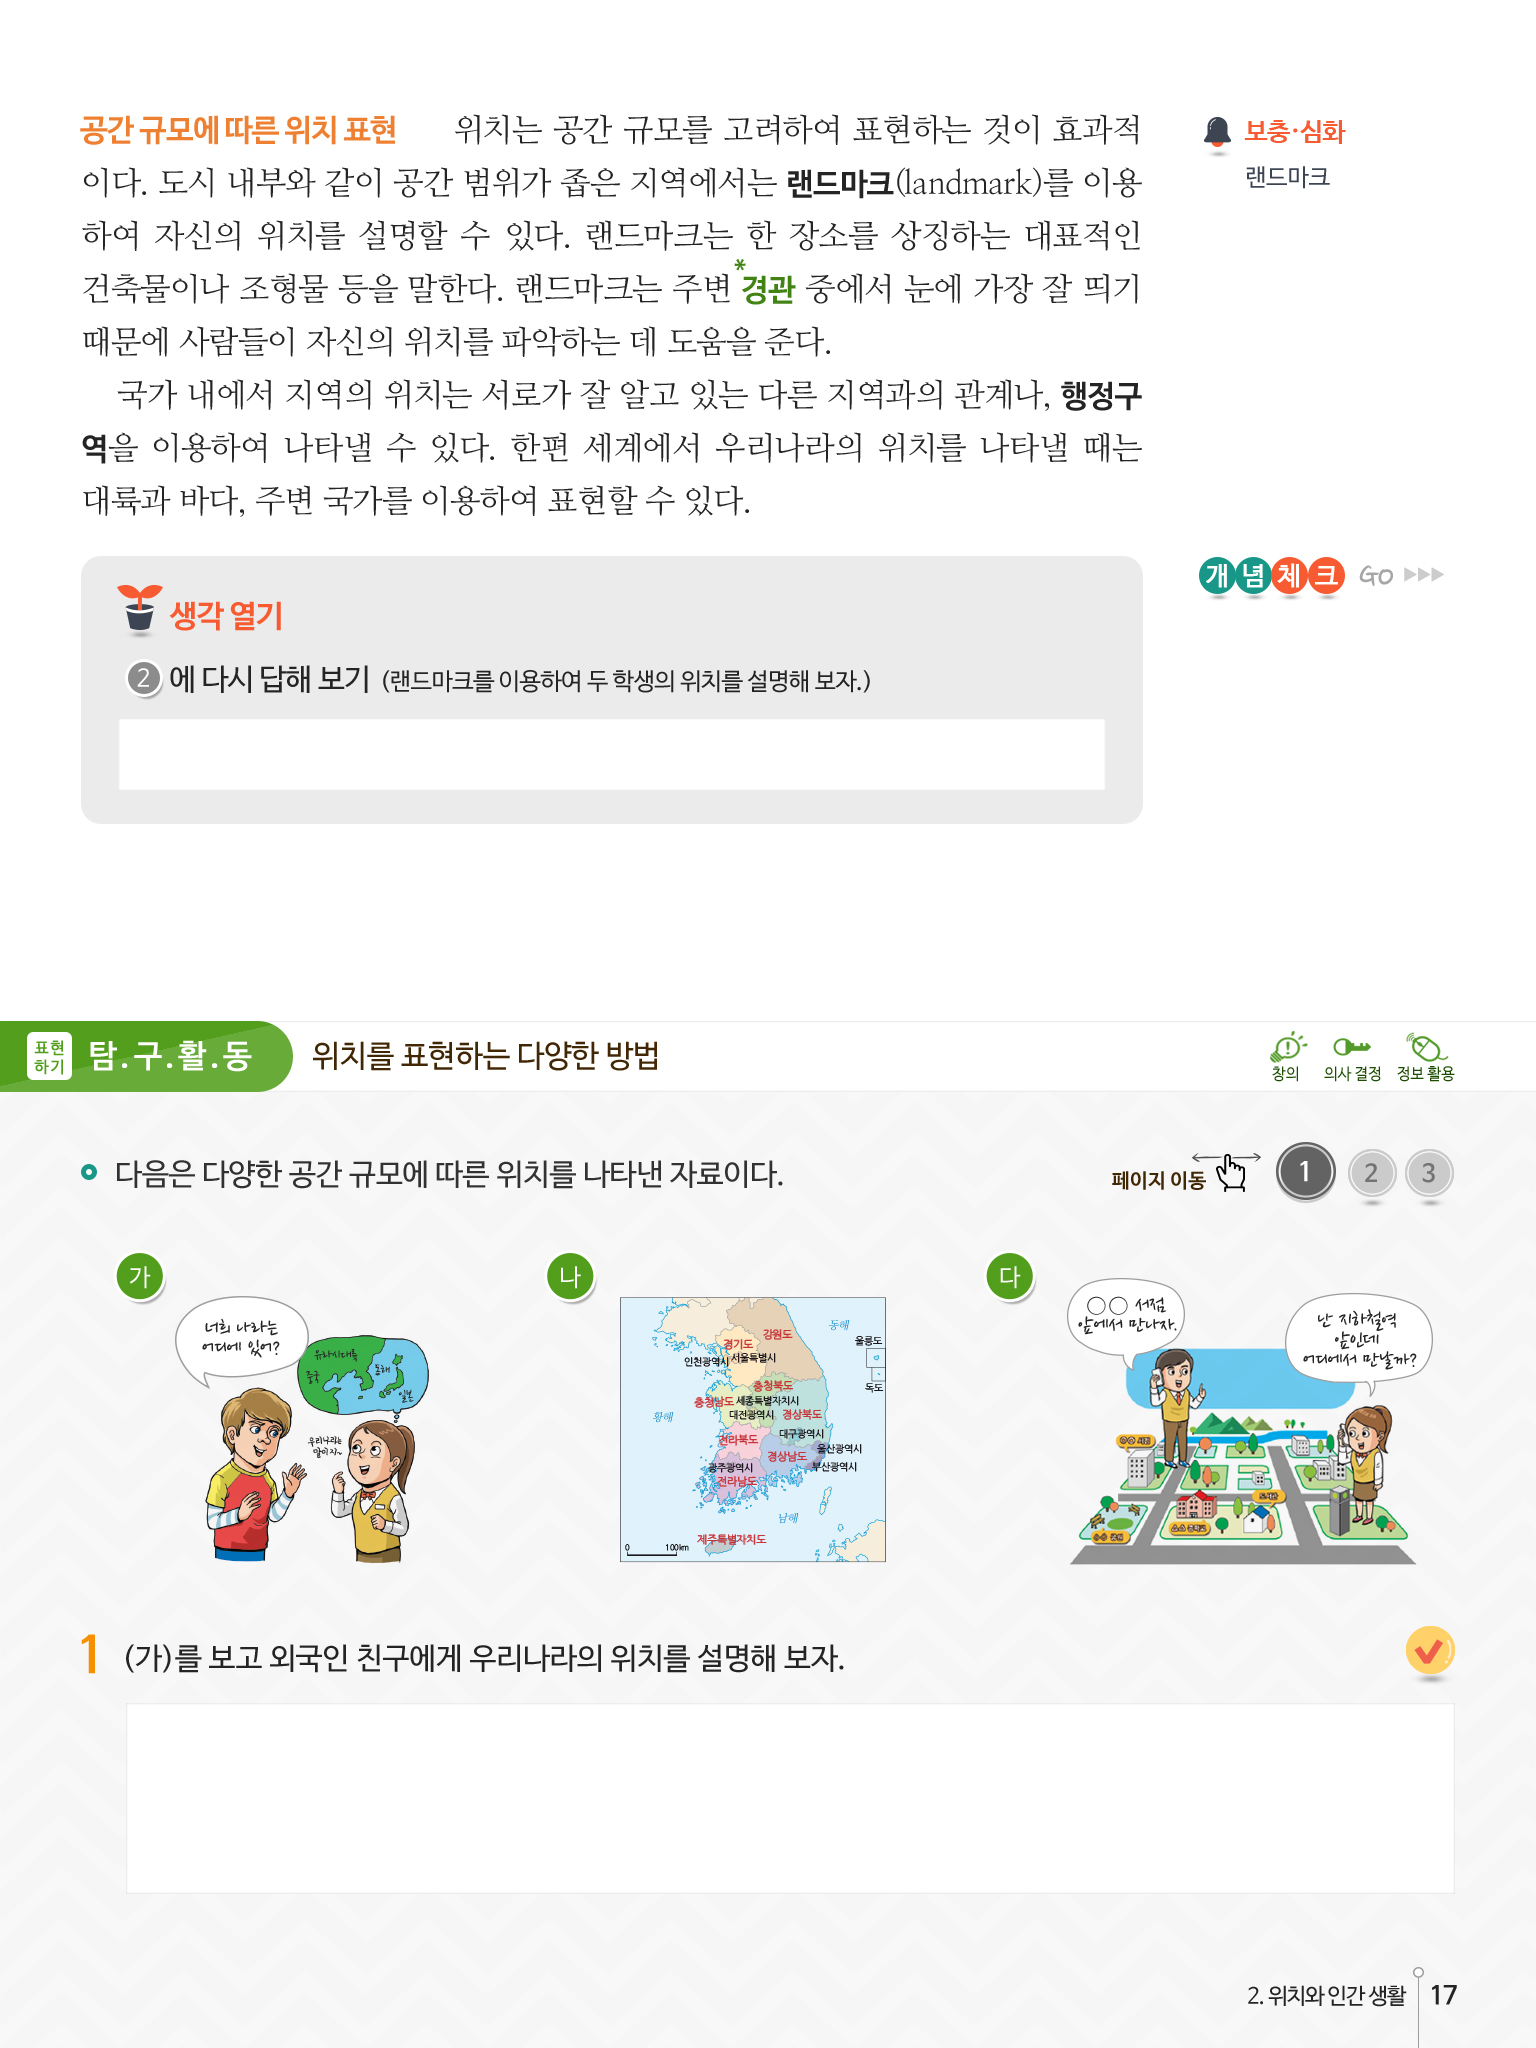 공간 규모에 따른 위치 표현 위치는 공간 규모를 고려하여 표현하는 것이 효과적
이다. 도시 내부와 같이 공간 범위가 좁은 지역에서는 랜드마크(landmark)를 이용
하여 자신의 위치를 설명할 수 있다. 랜드마크는 한 장소를 상징하는 대표적인
건축물이나 조형물 등을 말한다. 랜드마크는 주변 *경관 중에서 눈에 가장 잘 띄기
때문에 사람들이 자신의 위치를 파악하는 데 도움을 준다.
국가 내에서 지역의 위치는 서로가 잘 알고 있는 다른 지역과의 관계나, 행정구
역을 이용하여 나타낼 수 있다. 한편 세계에서 우리나라의 위치를 나타낼 때는
대륙과 바다, 주변 국가를 이용하여 표현할 수 있다.
보충·심화
랜드마크
개념체크 GO
생각 열기
2 에 다시 답해 보기 (랜드마크를 이용하여 두 학생의 위치를 설명해 보자.)
표현
하기
탐.구.활.동 위치를 표현하는 다양한 방법
창의 의사 결정 정보 활용
다음은 다양한 공간 규모에 따른 위치를 나타낸 자료이다.
페이지 이동 1 2 3
가
너희 나라는
어디에 있어?
유라시아대륙
중국
동해
일본
우리나라는
말이지~
나
동해
울릉도
독도
강원도
경기도
인천광역시 서울특별시
충청북도
충청남도 세종특별자치시
대전광역시 경상북도
황해
전라북도 대구광역시
울산광역시
경상남도
광주광역시 부산광역시
전라남도
남해
제주특별자치도
0 100km
다
○○ 서점
앞에서 만나자.
난 지하철역
앞인데
어디에서 만날까?
○○ 서점
도서관
△△ 중학교
공원
1 (가)를 보고 외국인 친구에게 우리나라의 위치를 설명해 보자.
2. 위치와 인간 생활 17